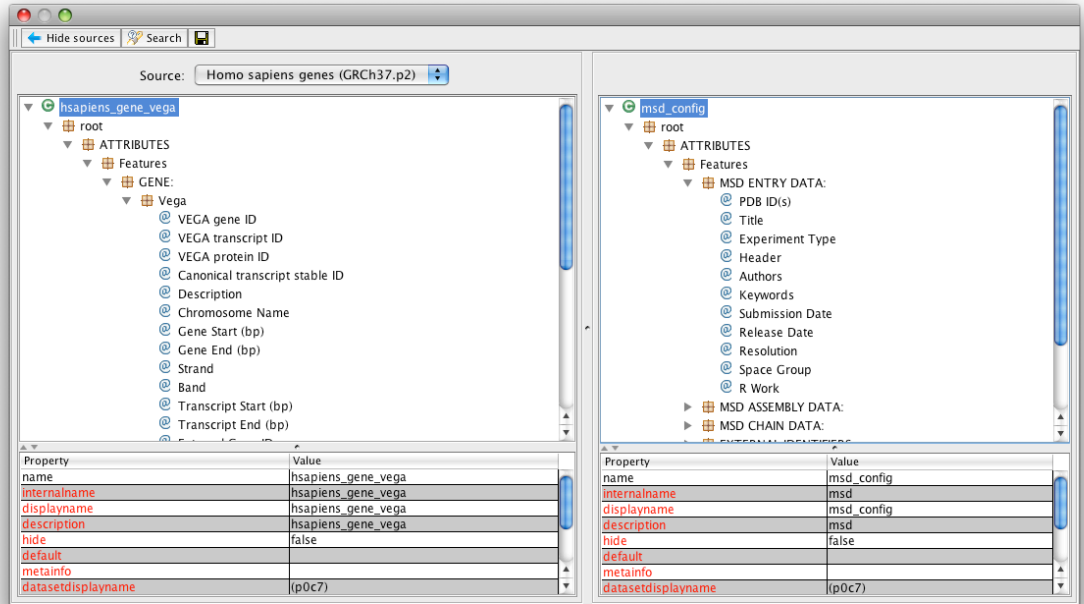 Hide sources Search
Source: Homo sapiens genes (GRCh37.p2)
hsapiens_gene_vega
root
ATTRIBUTES
Features
GENE:
Vega
VEGA gene ID
VEGA transcript ID
VEGA protein ID
Canonical transcript stable ID
Description
Chromosome Name
Gene Start (bp)
Gene End (bp)
Strand
Band
Transcript Start (bp)
Transcript End (bp)
Property Value
name hsapiens_gene_vega
internalname hsapiens_gene_vega
displayname hsapiens_gene_vega
description hsapiens_gene_vega
hide false
default
metainfo
datasetdisplayname (p0c7)
msd_config
root
ATTRIBUTES
Features
MSD ENTRY DATA:
PDB ID(s)
Title
Experiment Type
Header
Authors
Keywords
Submission Date
Release Date
Resolution
Space Group
R Work
MSD ASSEMBLY DATA:
MSD CHAIN DATA:
EXTERNAL IDENTIFIERS
Property Value
name msd_config
internalname msd
displayname msd_config
description msd
hide false
default
metainfo
datasetdisplayname (p0c7)